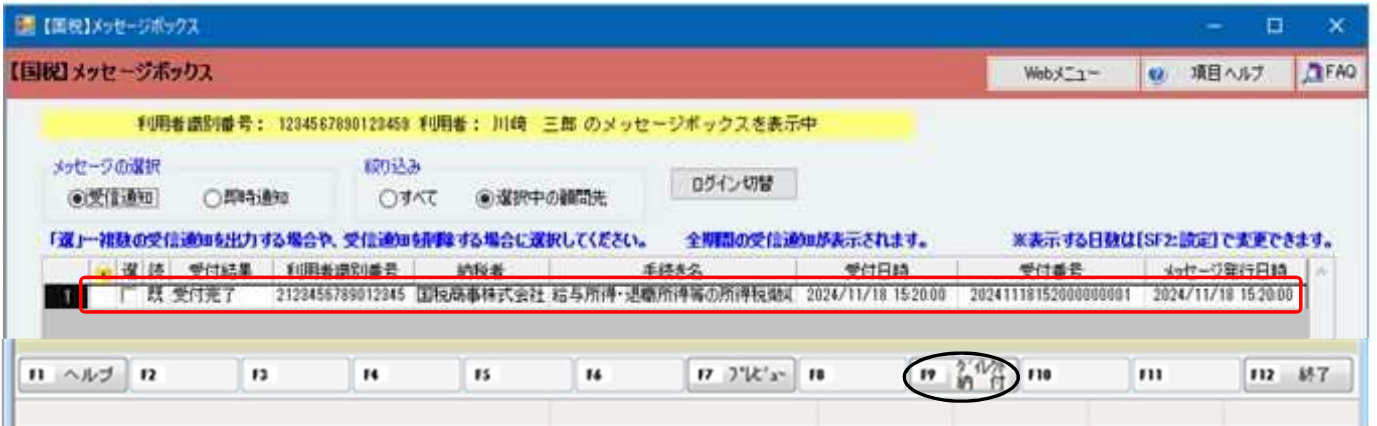 【国税】メッセージボックス
【国税】メッセージボックス Webメニュー 項目ヘルプ FAQ
利用者識別番号： 1234567890123459 利用者： 川崎 三郎 のメッセージボックスを表示中
メッセージの選択 絞り込み
受信通知 即時通知 すべて 選択中の顧問先 ログイン切替
「選」…複数の受信通知を出力する場合や、受信通知を削除する場合に選択してください。 全期間の受信通知が表示されます。 ※表示する日数は[SF2:設定]で変更できます。
選 読 受付結果 利用者識別番号 納税者 手続き名 受付日時 受付番号 メッセージ発行日時
1 既 受付完了 2123456789012345 国税商事株式会社 給与所得・退職所得等の所得税徴収 2024/11/18 15:20:00 20241118152000000001 2024/11/18 15:20:00
F1 ヘルプ F2 F3 F4 F5 F6 F7 プレビュー F8 F9 ダイレクト納付 F10 F11 F12 終了